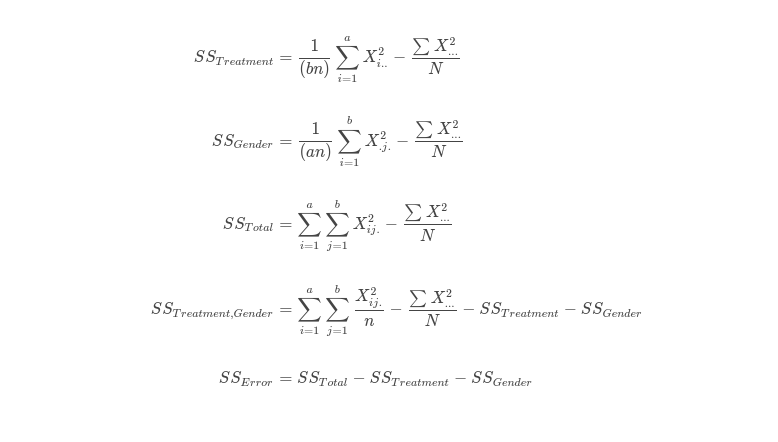 SS_{Treatment} = \frac{1}{(bn)} \sum_{i=1}^{a} X_{i..}^{2} - \frac{\sum X_{...}^{2}}{N}
SS_{Gender} = \frac{1}{(an)} \sum_{i=1}^{b} X_{.j.}^{2} - \frac{\sum X_{...}^{2}}{N}
SS_{Total} = \sum_{i=1}^{a} \sum_{j=1}^{b} X_{ij.}^{2} - \frac{\sum X_{...}^{2}}{N}
SS_{Treatment,Gender} = \sum_{i=1}^{a} \sum_{j=1}^{b} \frac{X_{ij.}^{2}}{n} - \frac{\sum X_{...}^{2}}{N} - SS_{Treatment} - SS_{Gender}
SS_{Error} = SS_{Total} - SS_{Treatment} - SS_{Gender}